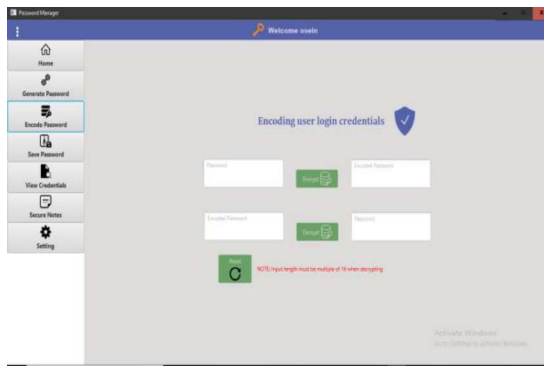 Password Manager
Welcome osein
Home
Generate Password
Encode Password
Save Password
View Credentials
Secure Notes
Setting
Encoding user login credentials
Password
Encrypt
Encoded Password
Encoded Password
Decrypt
Password
Reset
NOTE: Input length must be multiple of 16 when decrypting
Activate Windows
Go to Settings to activate Windows.